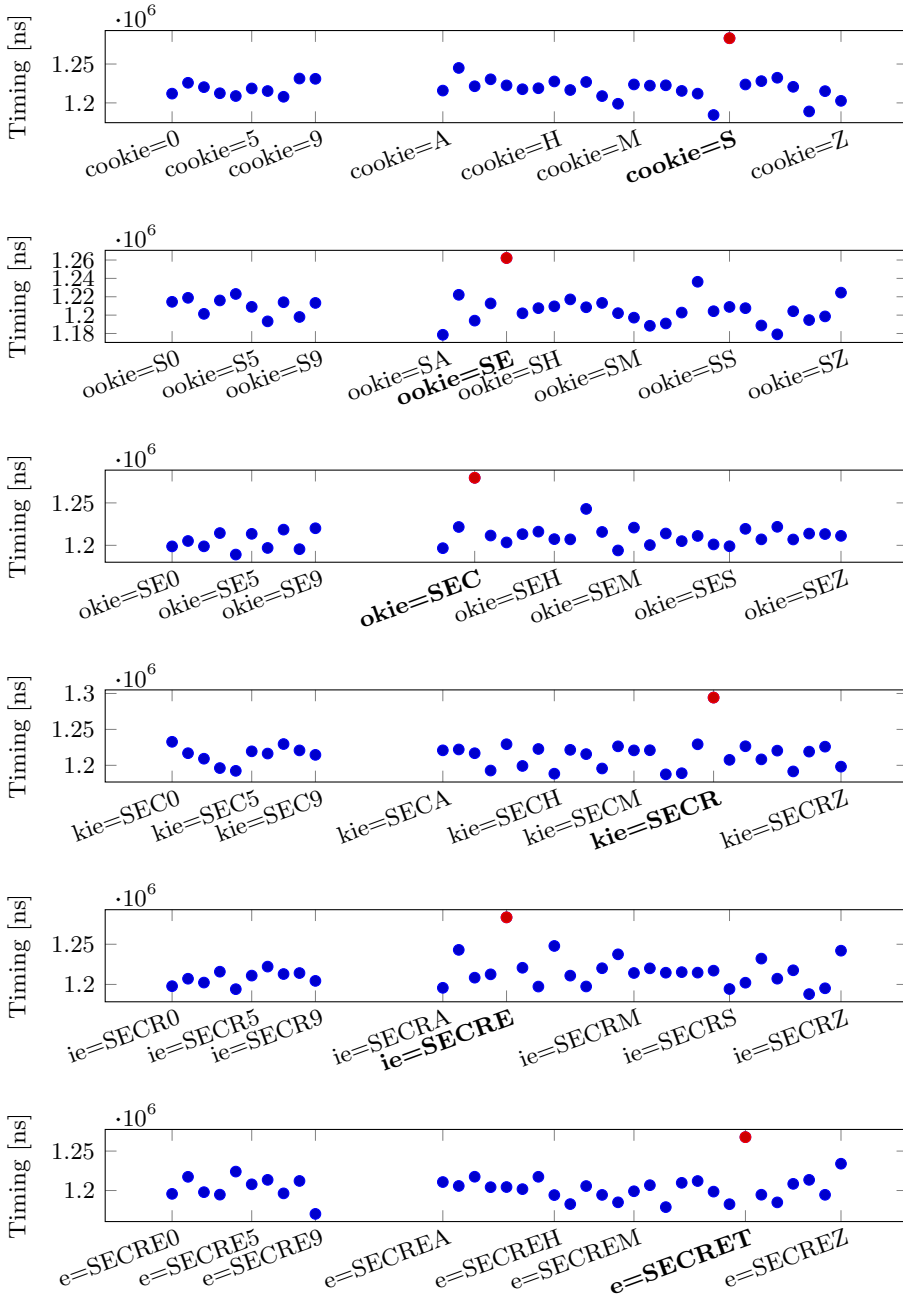 ·10^6
Timing [ns]
1.25
1.2
cookie=0 cookie=5 cookie=9 cookie=A cookie=H cookie=M cookie=S cookie=Z
·10^6
Timing [ns]
1.26
1.22
1.18
ookie=S0 ookie=S5 ookie=S9 ookie=SA ookie=SE ookie=SH ookie=SM ookie=SS ookie=SZ
·10^6
Timing [ns]
1.25
1.2
okie=SE0 okie=SE5 okie=SE9 okie=SEC okie=SEH okie=SEM okie=SES okie=SEZ
·10^6
Timing [ns]
1.3
1.25
1.2
kie=SEC0 kie=SEC5 kie=SEC9 kie=SECA kie=SECH kie=SECM kie=SECR kie=SECRZ
·10^6
Timing [ns]
1.25
1.2
ie=SECR0 ie=SECR5 ie=SECR9 ie=SECRA ie=SECRE ie=SECRM ie=SECRS ie=SECRZ
·10^6
Timing [ns]
1.25
1.2
e=SECRE0 e=SECRE5 e=SECRE9 e=SECREA e=SECREH e=SECREM e=SECRET e=SECREZ